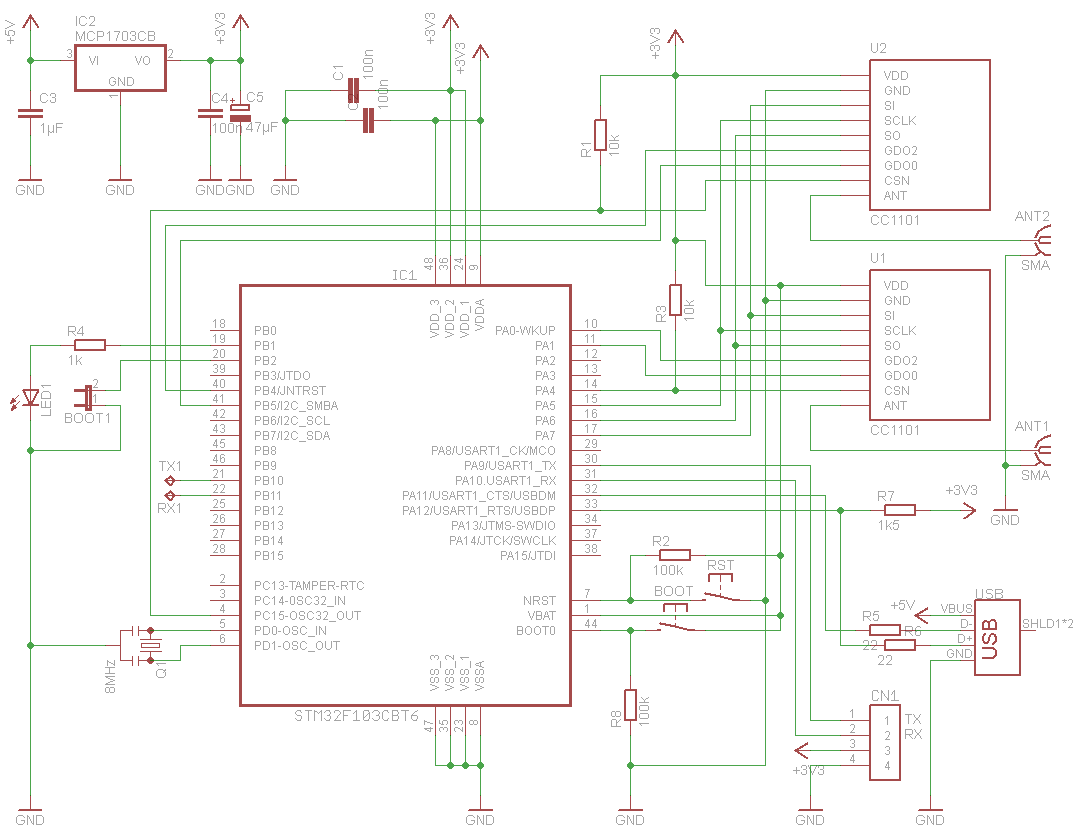 +5V
IC2
MCP1703CB
3
VI
VO
2
GND
1
C3
1µF
GND
GND
+3V3
C4
100n
C5
+
47µF
GND
GND
C1
100n
100n
GND
+3V3
+3V3
+3V3
R1
10k
U2
VDD
GND
SI
SCLK
SO
GDO2
GDO0
CSN
ANT
CC1101
ANT2
SMA
U1
VDD
GND
SI
SCLK
SO
GDO2
GDO0
CSN
ANT
CC1101
ANT1
SMA
GND
R3
10k
IC1
48
36
24
9
VDD_3
VDD_2
VDD_1
VDDA
18 PB0
19 PB1
20 PB2
39 PB3/JTDO
40 PB4/JNTRST
41 PB5/I2C_SMBA
42 PB6/I2C_SCL
43 PB7/I2C_SDA
45 PB8
46 PB9
21 PB10
22 PB11
25 PB12
26 PB13
27 PB14
28 PB15
2 PC13-TAMPER-RTC
3 PC14-OSC32_IN
4 PC15-OSC32_OUT
5 PD0-OSC_IN
6 PD1-OSC_OUT
PA0-WKUP 10
PA1 11
PA2 12
PA3 13
PA4 14
PA5 15
PA6 16
PA7 17
PA8/USART1_CK/MCO 29
PA9/USART1_TX 30
PA10.USART1_RX 31
PA11/USART1_CTS/USBDM 32
PA12/USART1_RTS/USBDP 33
PA13/JTMS-SWDIO 34
PA14/JTCK/SWCLK 37
PA15/JTDI 38
NRST 7
VBAT 1
BOOT0 44
VSS_3
VSS_2
VSS_1
VSSA
47
35
23
8
STM32F103CBT6
GND
R4
1k
LED1
2
1
BOOT1
TX1
RX1
8MHz
Q1
GND
R2
100k
RST
BOOT
R8
100k
GND
R7
1k5
+3V3
+5V
R5
22
R6
22
USB
VBUS
D-
D+
GND
USB
SHLD1*2
CN1
1 1 TX
2 2 RX
3 3
4 4
+3V3
GND
GND